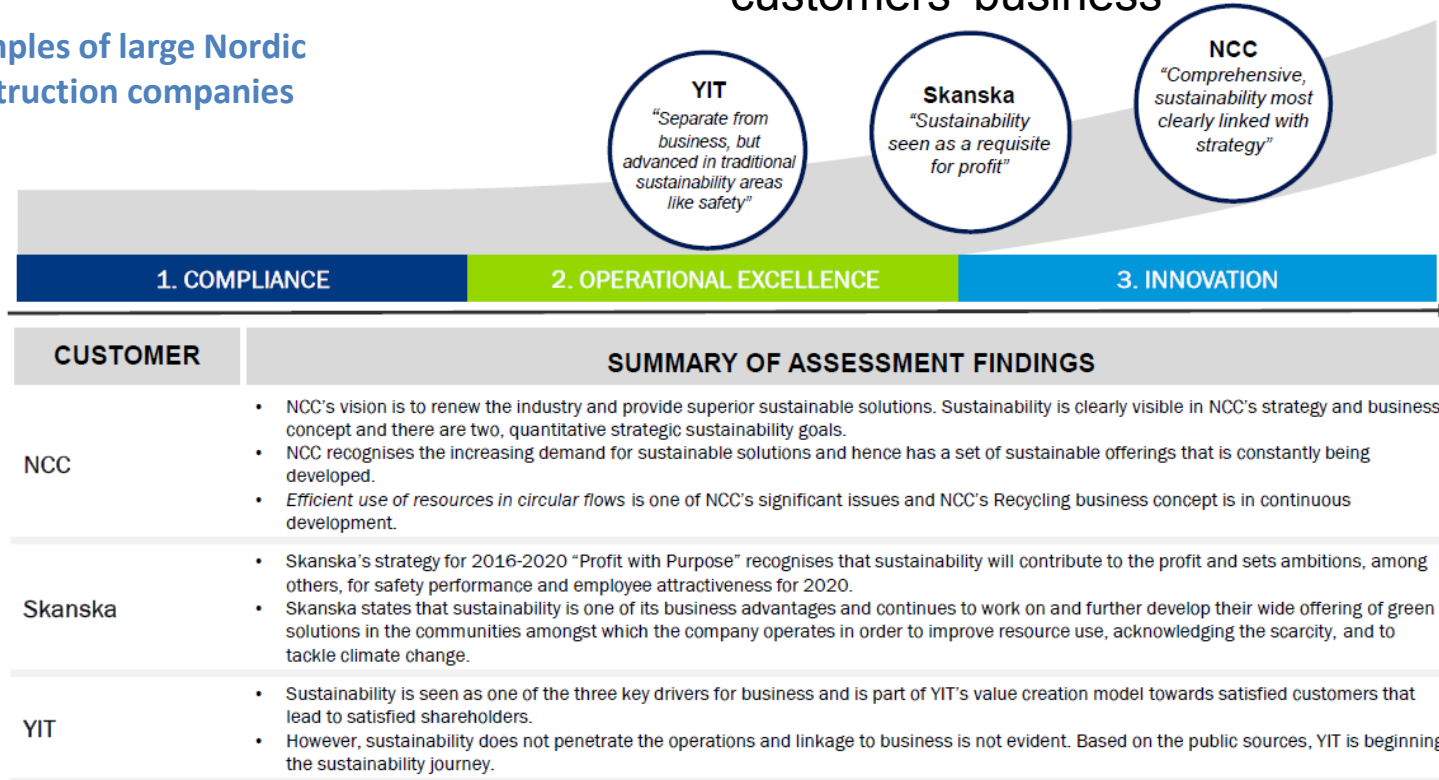 customers' business
mples of large Nordic
truction companies
YIT
"Separate from
business, but
advanced in traditional
sustainability areas
like safety"
Skanska
"Sustainability
seen as a requisite
for profit"
NCC
"Comprehensive,
sustainability most
clearly linked with
strategy"
1. COMPLIANCE
2. OPERATIONAL EXCELLENCE
3. INNOVATION
CUSTOMER
SUMMARY OF ASSESSMENT FINDINGS
NCC
• NCC's vision is to renew the industry and provide superior sustainable solutions. Sustainability is clearly visible in NCC's strategy and business
concept and there are two, quantitative strategic sustainability goals.
• NCC recognises the increasing demand for sustainable solutions and hence has a set of sustainable offerings that is constantly being
developed.
• Efficient use of resources in circular flows is one of NCC's significant issues and NCC's Recycling business concept is in continuous
development.
Skanska
• Skanska's strategy for 2016-2020 "Profit with Purpose" recognises that sustainability will contribute to the profit and sets ambitions, among
others, for safety performance and employee attractiveness for 2020.
• Skanska states that sustainability is one of its business advantages and continues to work on and further develop their wide offering of green
solutions in the communities amongst which the company operates in order to improve resource use, acknowledging the scarcity, and to
tackle climate change.
YIT
• Sustainability is seen as one of the three key drivers for business and is part of YIT's value creation model towards satisfied customers that
lead to satisfied shareholders.
• However, sustainability does not penetrate the operations and linkage to business is not evident. Based on the public sources, YIT is beginning
the sustainability journey.